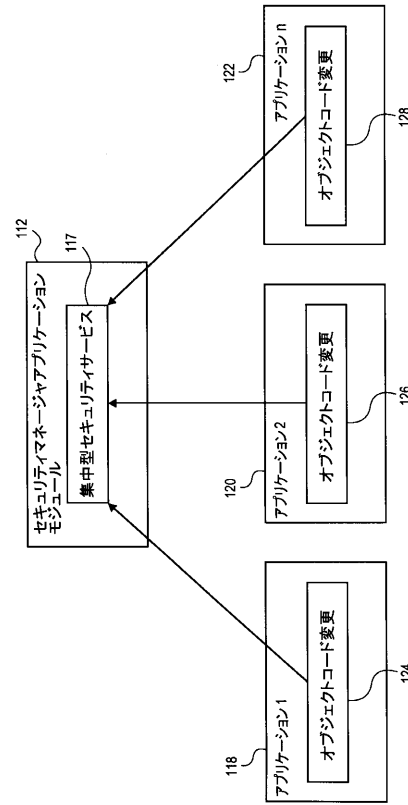 112
セキュリティマネージャアプリケーション
モジュール
117
集中型セキュリティサービス
118
アプリケーション1
オブジェクトコード変更
124
120
アプリケーション2
オブジェクトコード変更
126
122
アプリケーションn
オブジェクトコード変更
128